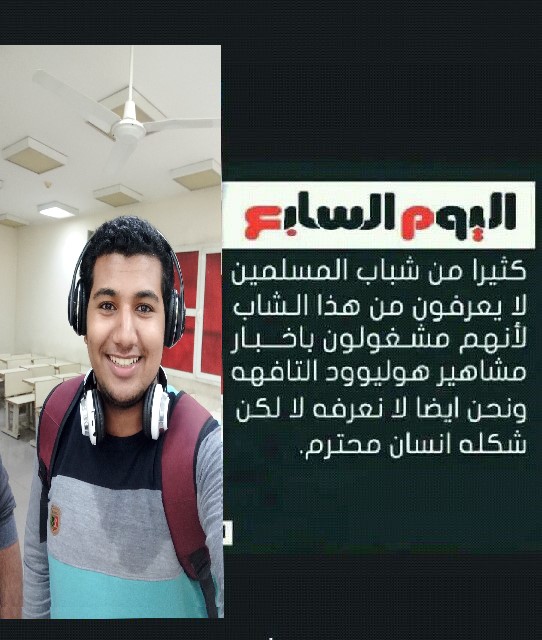 اليوم السابع
كثيرا من شباب المسلمين
لا يعرفون من هذا الشاب
لأنهم مشغولون باخبار
مشاهير هوليوود التافهه
ونحن ايضا لا نعرفه لا لكن
شكله انسان محترم.